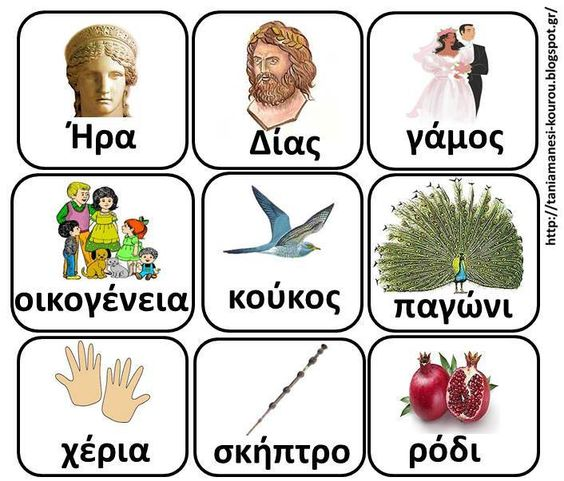 Ήρα
Δίας
γάμος
οικογένεια
κούκος
παγώνι
χέρια
σκήπτρο
ρόδι
http://taniamanesi-kourou.blogspot.gr/